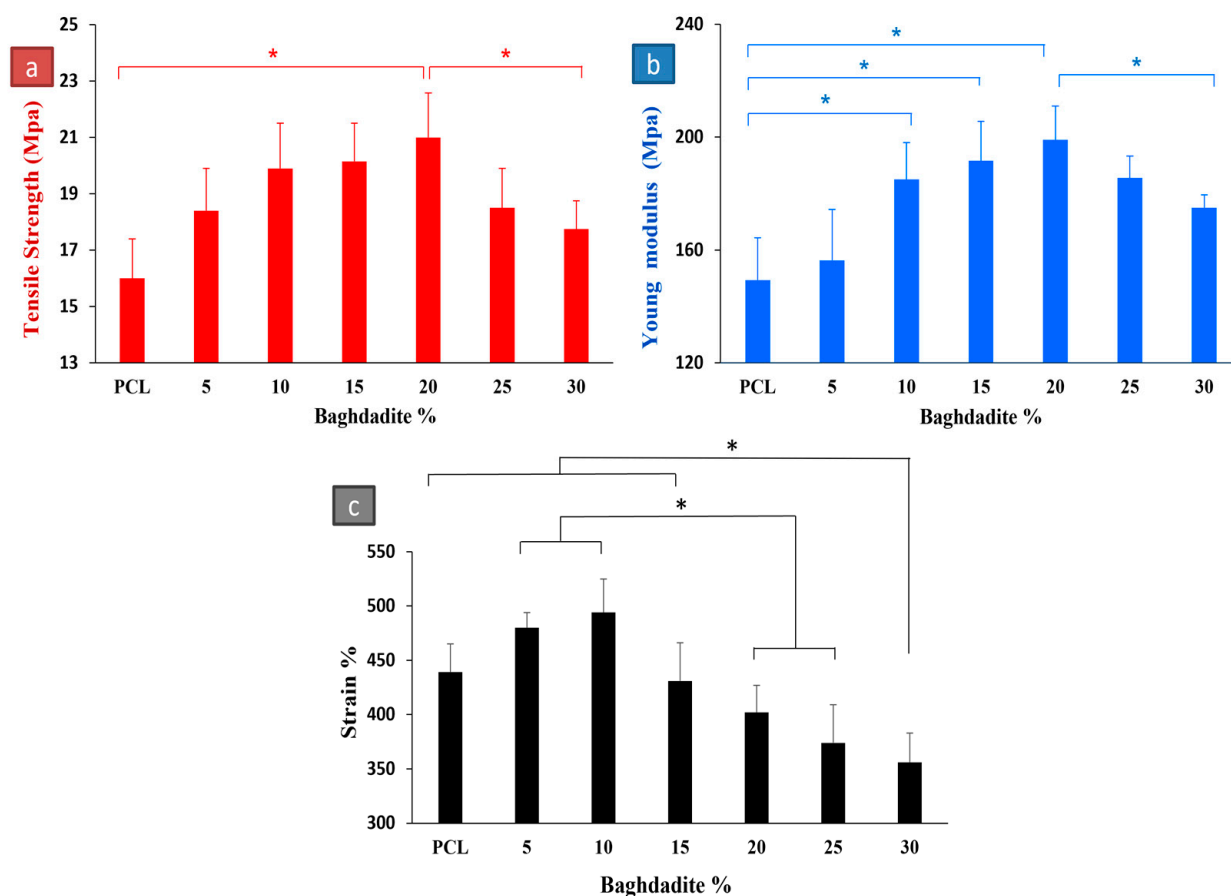 a
Tensile Strength (Mpa)
25
23
21
19
17
15
13
*
*
PCL 5 10 15 20 25 30
Baghdadite %
b
Young modulus (Mpa)
240
200
160
120
*
*
*
*
PCL 5 10 15 20 25 30
Baghdadite %
c
Strain %
550
500
450
400
350
300
*
*
PCL 5 10 15 20 25 30
Baghdadite %